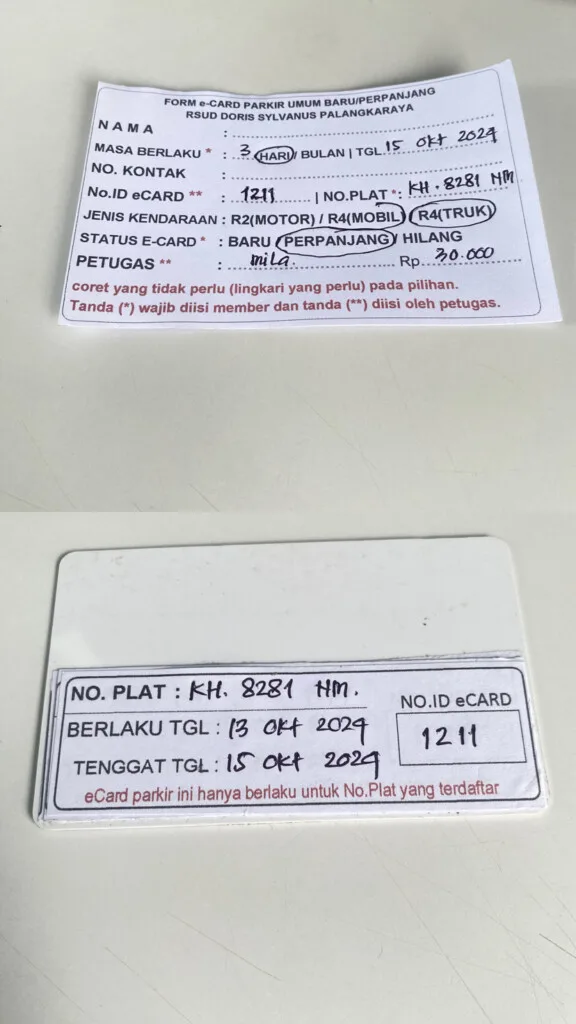 FORM e-CARD PARKIR UMUM BARU/PERPANJANG
RSUD DORIS SYLVANUS PALANGKARAYA
NAMA :
MASA BERLAKU * : 3 HARI / BULAN | TGL 15 Okt 2024
NO. KONTAK :
No.ID eCARD ** : 1211 | NO.PLAT *: KH. 8281 HM
JENIS KENDARAAN : R2(MOTOR) / R4(MOBIL) / R4(TRUK)
STATUS E-CARD * : BARU / PERPANJANG / HILANG
PETUGAS ** : mila. Rp. 30.000
coret yang tidak perlu (lingkari yang perlu) pada pilihan.
Tanda (*) wajib diisi member dan tanda (**) diisi oleh petugas.
NO. PLAT : KH. 8281 HM.
BERLAKU TGL : 13 Okt 2024
TENGGAT TGL : 15 Okt 2024
NO.ID eCARD
1211
eCard parkir ini hanya berlaku untuk No.Plat yang terdaftar